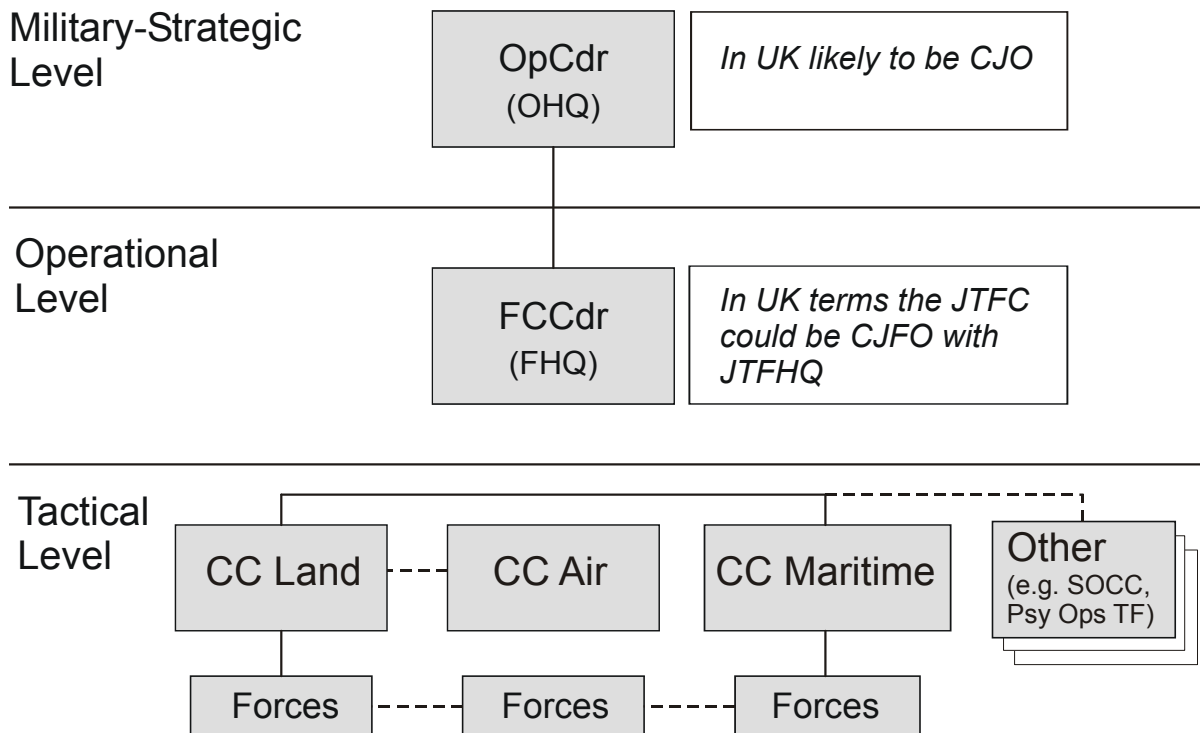 Military-Strategic
Level
OpCdr
(OHQ)
In UK likely to be CJO
Operational
Level
FCCdr
(FHQ)
In UK terms the JTFC
could be CJFO with
JTFHQ
Tactical
Level
CC Land
CC Air
CC Maritime
Other
(e.g. SOCC,
Psy Ops TF)
Forces
Forces
Forces